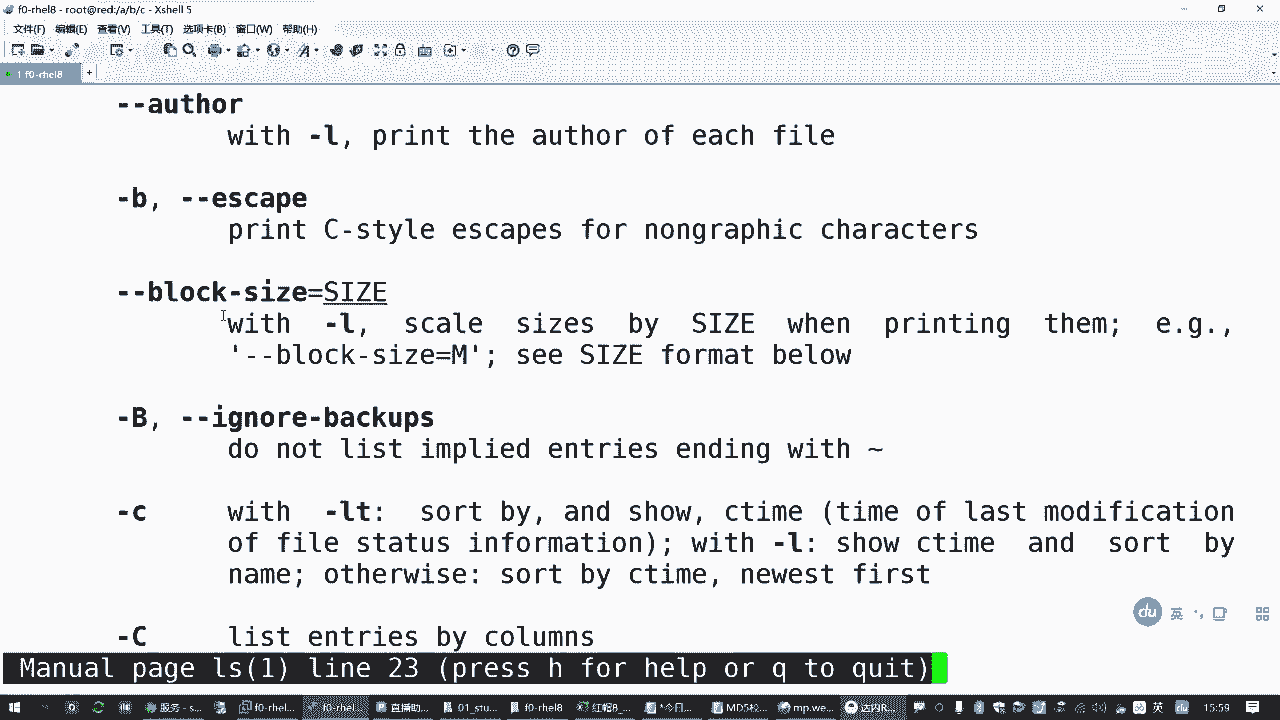 f0-rhel8 - root@red:/a/b/c - Xshell 5
文件(F) 编辑(E) 查看(V) 工具(T) 选项卡(B) 窗口(W) 帮助(H)
1 f0-rhel8 +
--author
with -l, print the author of each file
-b, --escape
print C-style escapes for nongraphic characters
--block-size=SIZE
with -l, scale sizes by SIZE when printing them; e.g.,
'--block-size=M'; see SIZE format below
-B, --ignore-backups
do not list implied entries ending with ~
-c with -lt: sort by, and show, ctime (time of last modification
of file status information); with -l: show ctime and sort by
name; otherwise: sort by ctime, newest first
-C list entries by columns
du 英
Manual page ls(1) line 23 (press h for help or q to quit)
服务 - s... f0-rhel... f0-rhel... 直播助... 01_stu... f0-rhel8 红帽8_... *今日... MD5校... mp.we... 达内R... 英 du 15:59